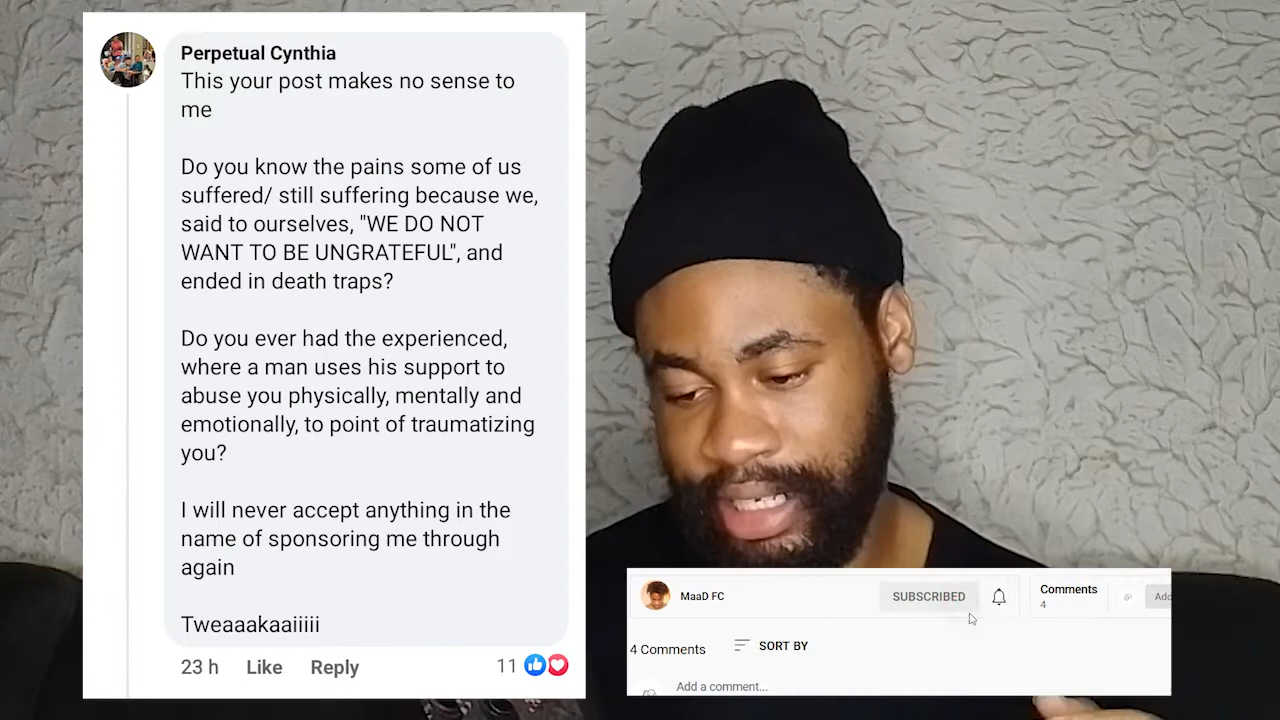 Perpetual Cynthia
This your post makes no sense to
me
Do you know the pains some of us
suffered/ still suffering because we,
said to ourselves, "WE DO NOT
WANT TO BE UNGRATEFUL", and
ended in death traps?
Do you ever had the experienced,
where a man uses his support to
abuse you physically, mentally and
emotionally, to point of traumatizing
you?
I will never accept anything in the
name of sponsoring me through
again
Tweaaakaaiiiii
23 h Like Reply 11
MaaD FC SUBSCRIBED Comments Add
4
4 Comments SORT BY
Add a comment...